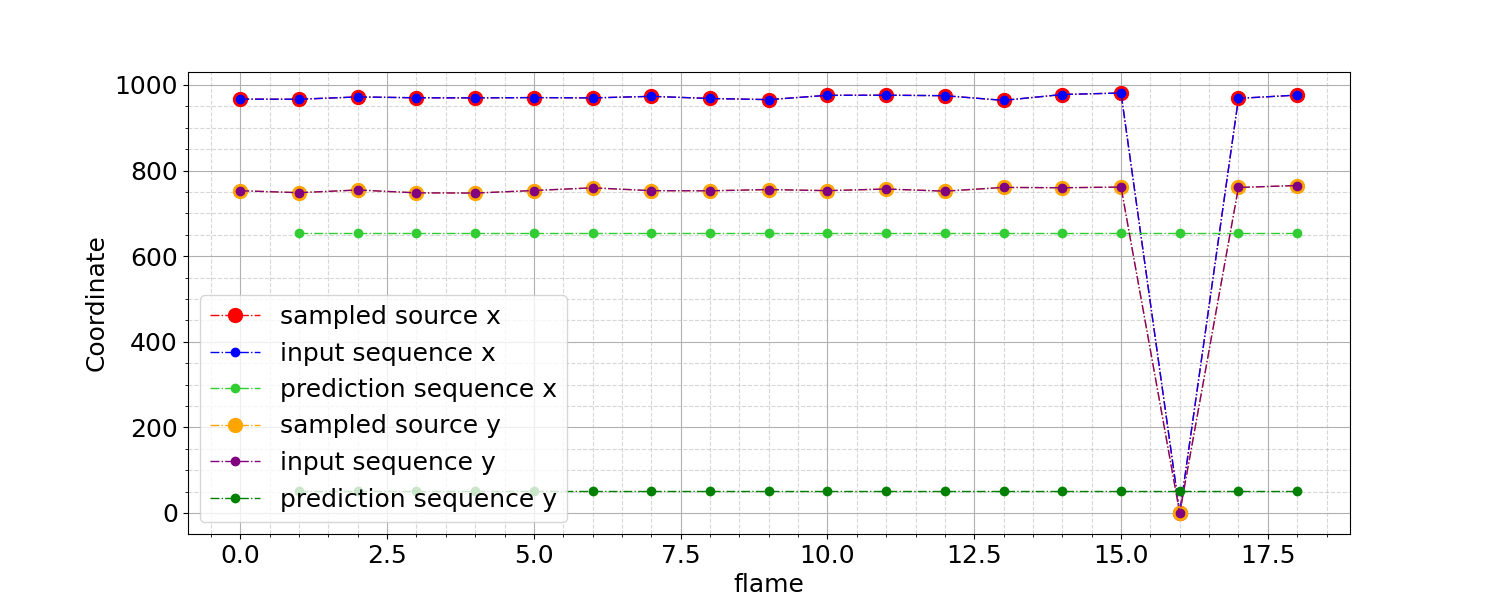 1000
800
600
400
200
0
Coordinate
sampled source x
input sequence x
prediction sequence x
sampled source y
input sequence y
prediction sequence y
0.0 2.5 5.0 7.5 10.0 12.5 15.0 17.5
flame